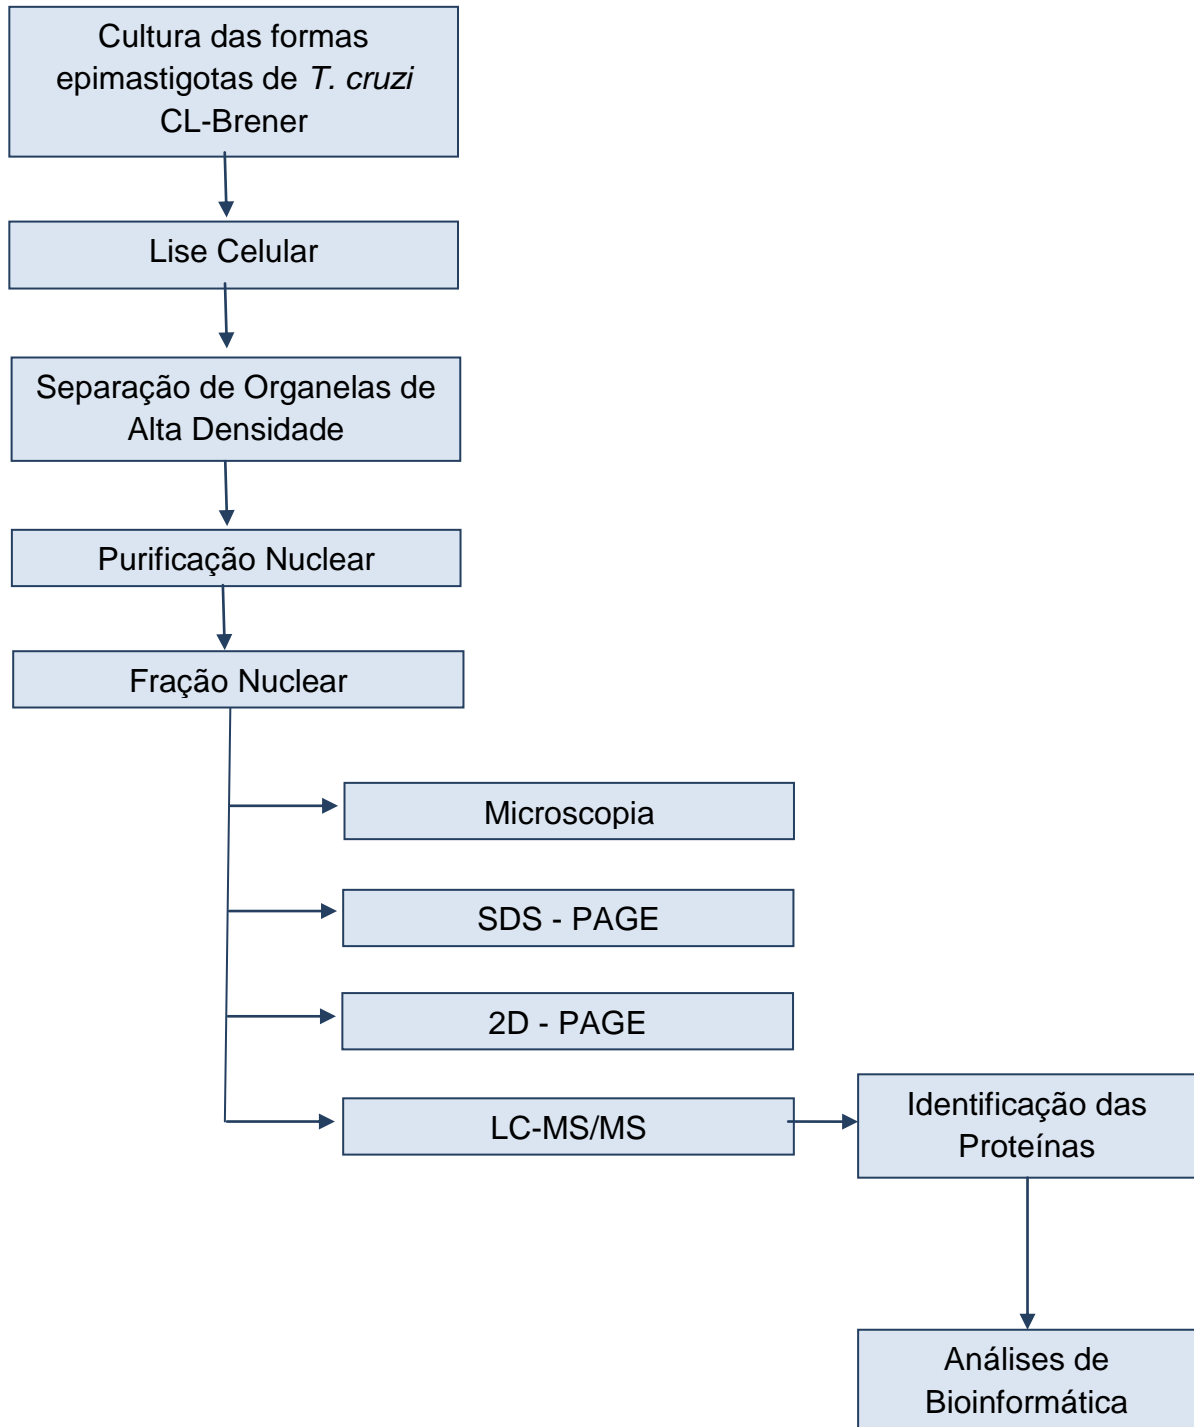 Cultura das formas
epimastigotas de T. cruzi
CL-Brener
Lise Celular
Separação de Organelas de
Alta Densidade
Purificação Nuclear
Fração Nuclear
Microscopia
SDS - PAGE
2D - PAGE
LC-MS/MS
Identificação das
Proteínas
Análises de
Bioinformática